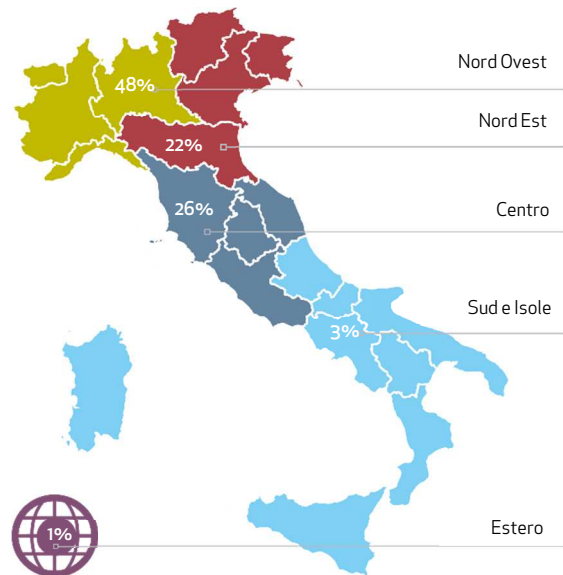 Nord Ovest
48%
Nord Est
22%
Centro
26%
Sud e Isole
3%
Estero
1%